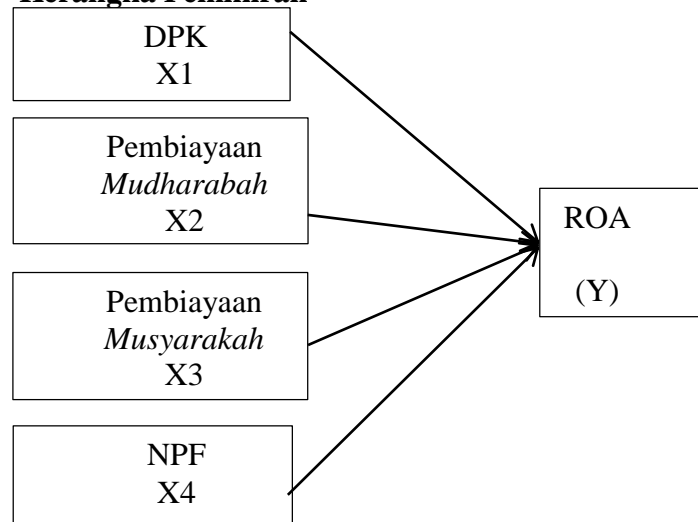 Kerangka Pemikiran
DPK
X1
Pembiayaan
Mudharabah
X2
ROA
(Y)
Pembiayaan
Musyarakah
X3
NPF
X4